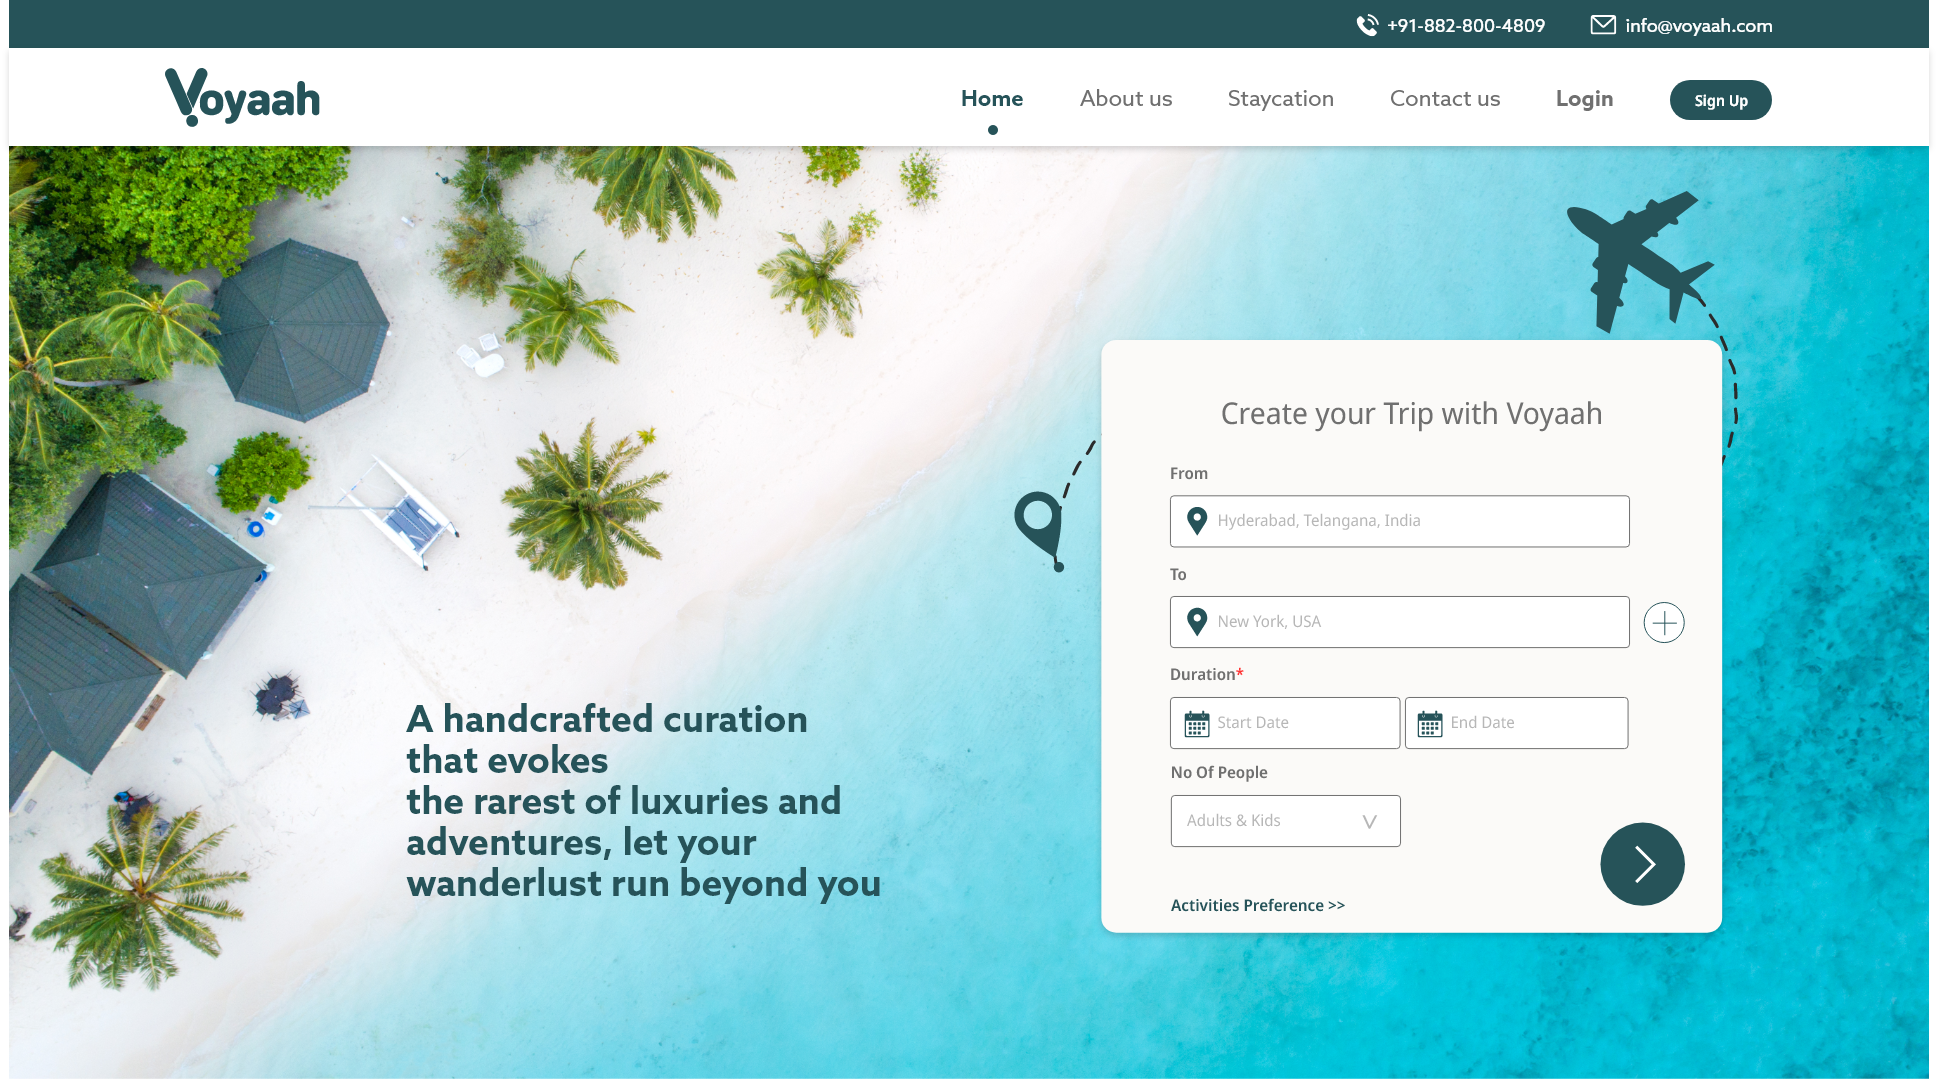 +91-882-800-4809 info@voyaah.com
Voyaah
Home About us Staycation Contact us Login Sign Up
A handcrafted curation
that evokes
the rarest of luxuries and
adventures, let your
wanderlust run beyond you
Create your Trip with Voyaah
From
Hyderabad, Telangana, India
To
New York, USA
Duration*
Start Date End Date
No Of People
Adults & Kids
Activities Preference >>